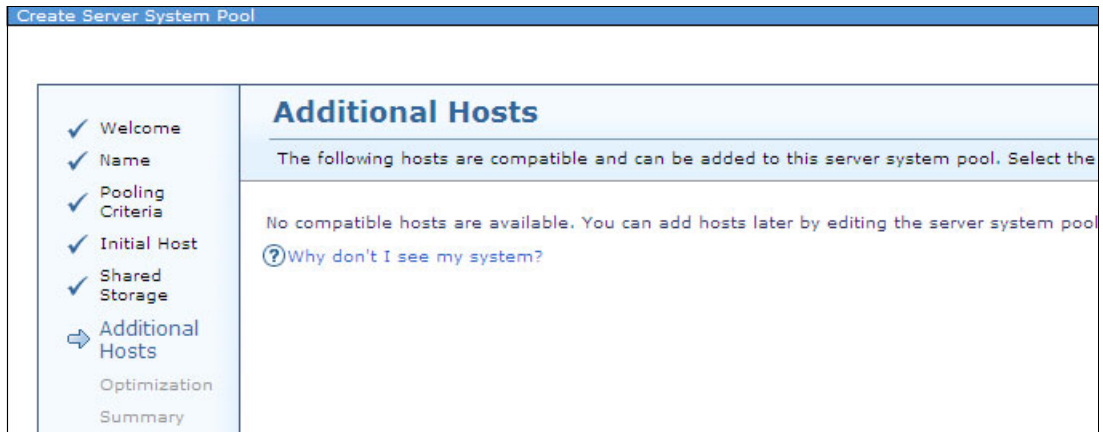 Create Server System Pool
Welcome
Name
Pooling
Criteria
Initial Host
Shared
Storage
Additional
Hosts
Optimization
Summary
Additional Hosts
The following hosts are compatible and can be added to this server system pool. Select the
No compatible hosts are available. You can add hosts later by editing the server system pool
?Why don't I see my system?